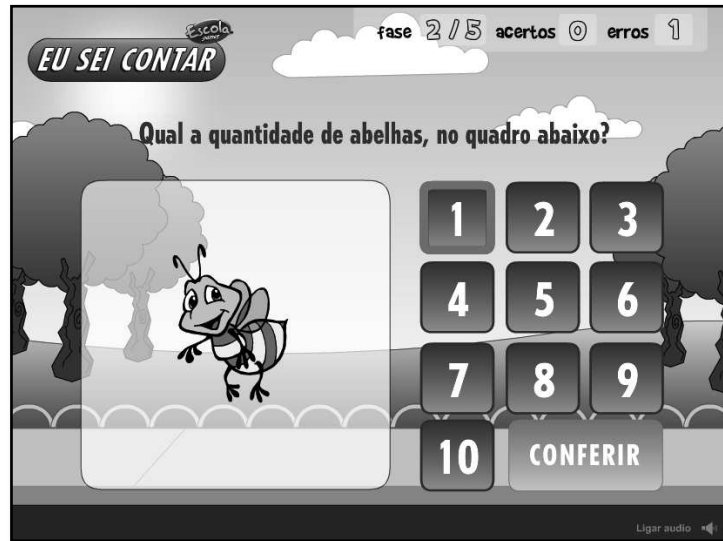 Escola
Games
EU SEI CONTAR
fase 2/5 acertos 0 erros 1
Qual a quantidade de abelhas, no quadro abaixo?
1 2 3
4 5 6
7 8 9
10 CONFERIR
Ligar audio